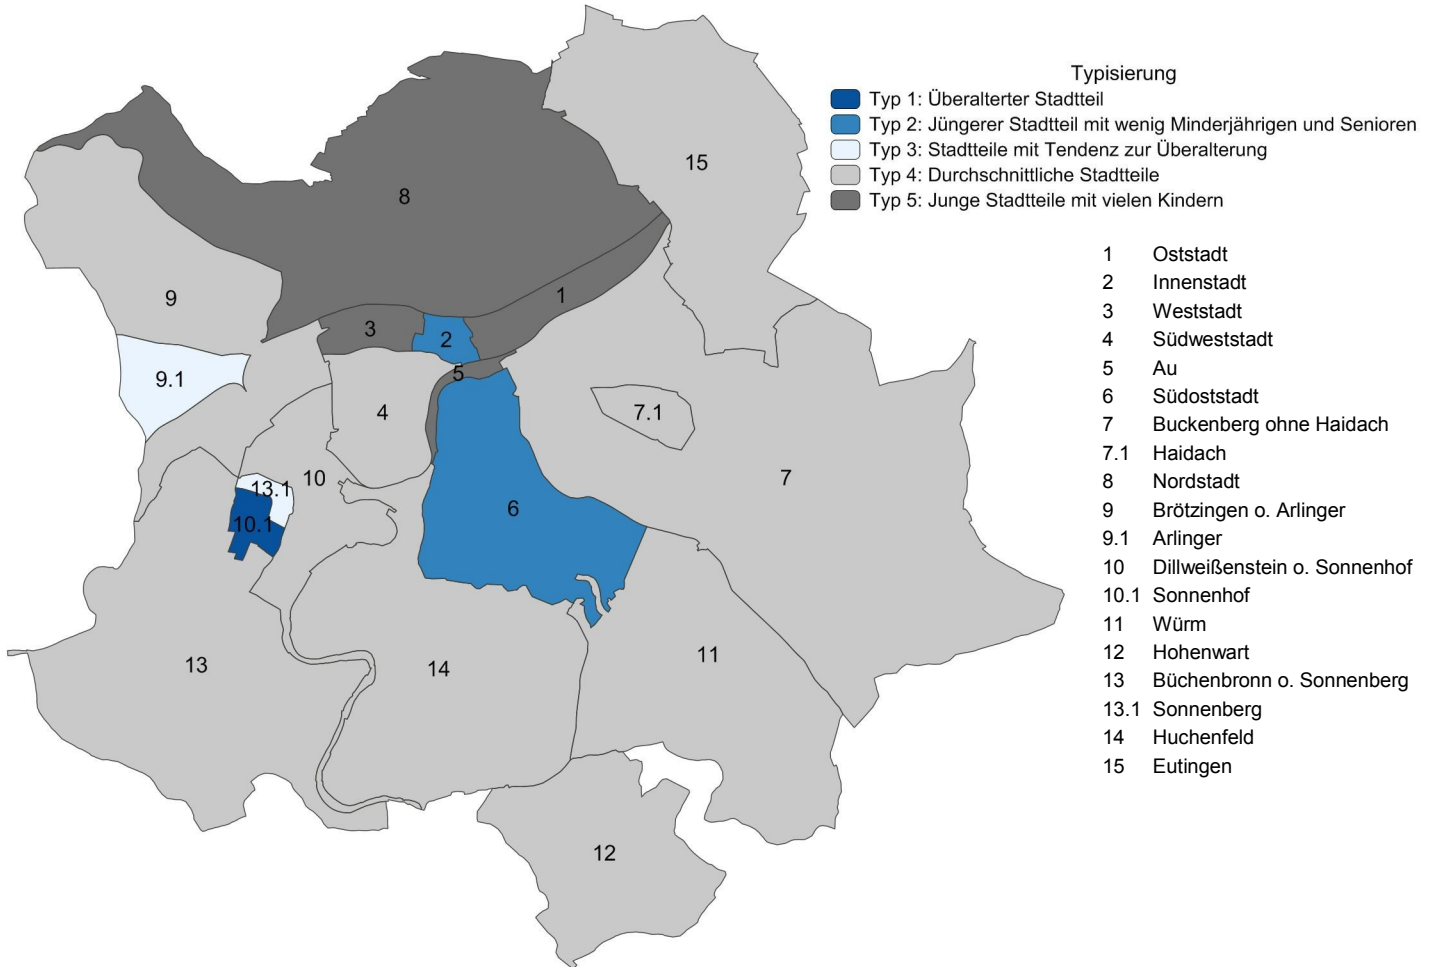 Typisierung
Typ 1: Überalterter Stadtteil
Typ 2: Jüngerer Stadtteil mit wenig Minderjährigen und Senioren
Typ 3: Stadtteile mit Tendenz zur Überalterung
Typ 4: Durchschnittliche Stadtteile
Typ 5: Junge Stadtteile mit vielen Kindern
1 Oststadt
2 Innenstadt
3 Weststadt
4 Südweststadt
5 Au
6 Südoststadt
7 Buckenberg ohne Haidach
7.1 Haidach
8 Nordstadt
9 Brötzingen o. Arlinger
9.1 Arlinger
10 Dillweißenstein o. Sonnenhof
10.1 Sonnenhof
11 Würm
12 Hohenwart
13 Büchenbronn o. Sonnenberg
13.1 Sonnenberg
14 Huchenfeld
15 Eutingen
15
8
1
9
3
2
5
9.1
4
7.1
10
7
13.1
6
10.1
11
13
14
12